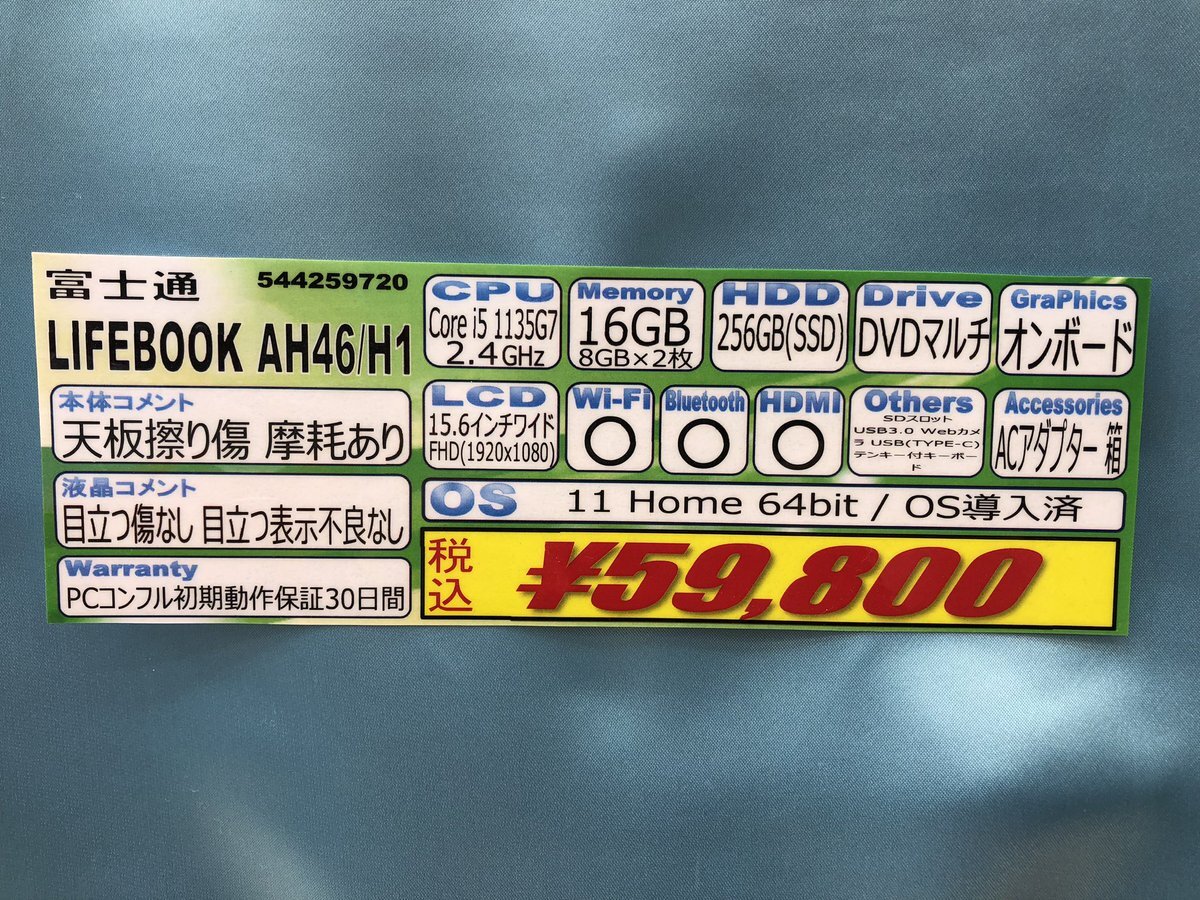 富士通 544259720
LIFEBOOK AH46/H1
本体コメント
天板擦り傷 摩耗あり
液晶コメント
目立つ傷なし 目立つ表示不良なし
Warranty
PCコンフル初期動作保証30日間
CPU
Core i5 1135G7
2.4GHz
Memory
16GB
8GB×2枚
HDD
256GB(SSD)
Drive
DVDマルチ
GraPhics
オンボード
LCD
15.6インチワイド
FHD(1920x1080)
Wi-Fi
○
Bluetooth
○
HDMI
○
Others
SDスロット
USB3.0 Webカメ
ラ USB(TYPE-C)
テンキー付キーボー
ド
Accessories
ACアダプター 箱
OS 11 Home 64bit / OS導入済
税込 ¥59,800